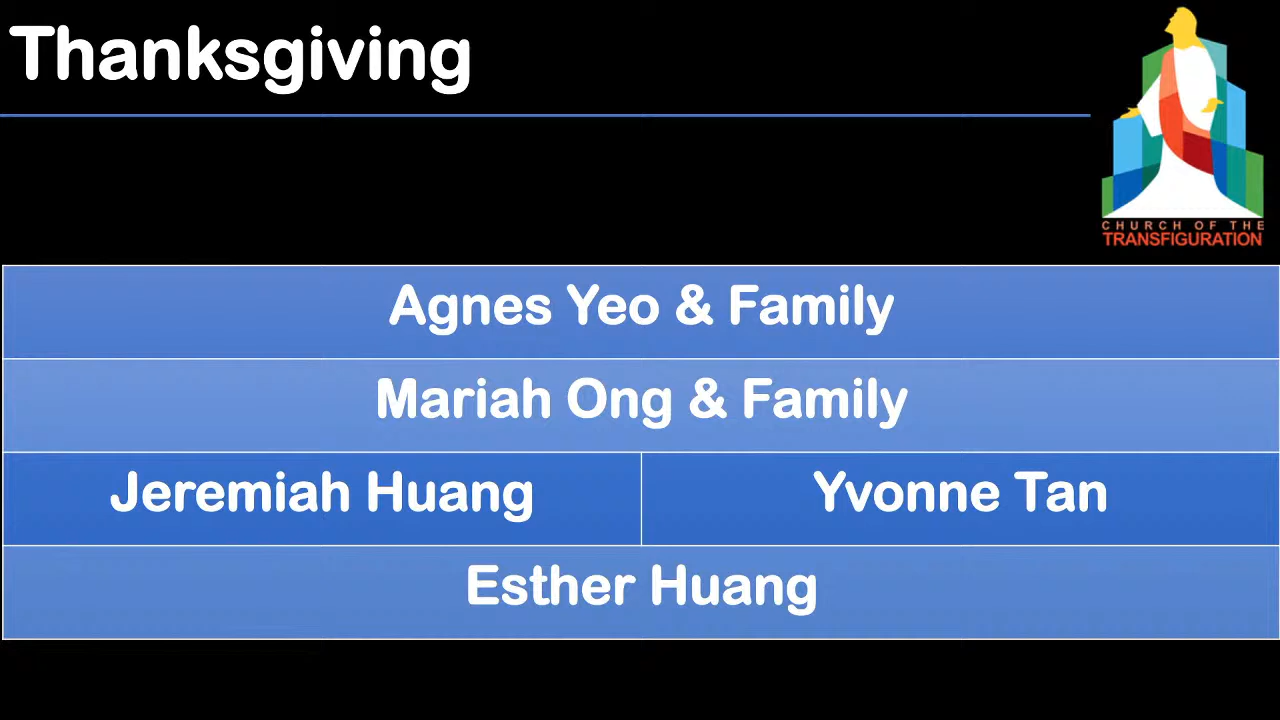 Thanksgiving
CHURCH OF THE
TRANSFIGURATION
Agnes Yeo & Family
Mariah Ong & Family
Jeremiah Huang
Yvonne Tan
Esther Huang